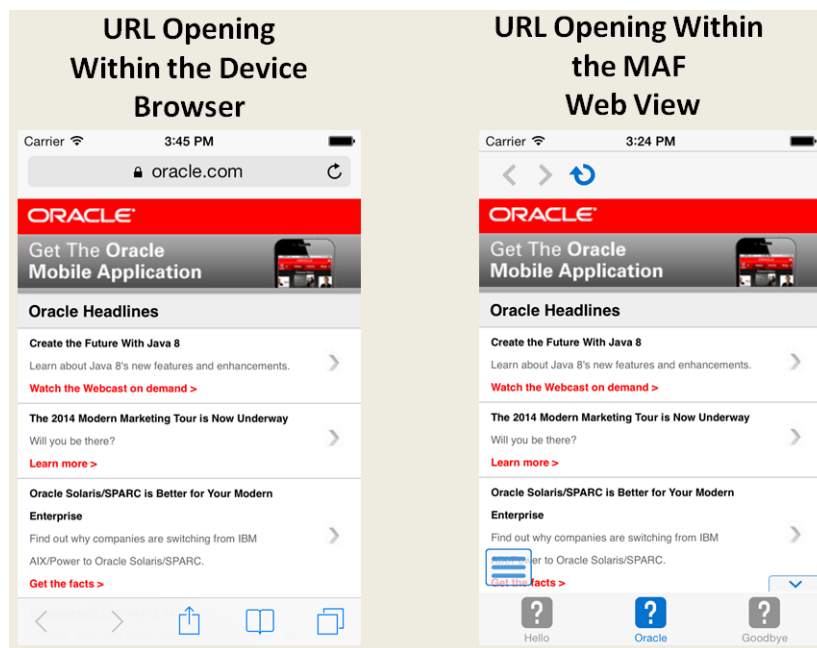 URL Opening
Within the Device
Browser
Carrier 3:45 PM
oracle.com
ORACLE
Get The Oracle
Mobile Application
Oracle Headlines
Create the Future With Java 8
Learn about Java 8's new features and enhancements.
Watch the Webcast on demand >
The 2014 Modern Marketing Tour is Now Underway
Will you be there?
Learn more >
Oracle Solaris/SPARC is Better for Your Modern
Enterprise
Find out why companies are switching from IBM
AIX/Power to Oracle Solaris/SPARC.
Get the facts >
URL Opening Within
the MAF
Web View
Carrier 3:24 PM
ORACLE
Get The Oracle
Mobile Application
Oracle Headlines
Create the Future With Java 8
Learn about Java 8's new features and enhancements.
Watch the Webcast on demand >
The 2014 Modern Marketing Tour is Now Underway
Will you be there?
Learn more >
Oracle Solaris/SPARC is Better for Your Modern
Enterprise
Find out why companies are switching from IBM
to Oracle Solaris/SPARC.
Get the facts >
? ? ?
Hello Oracle Goodbye